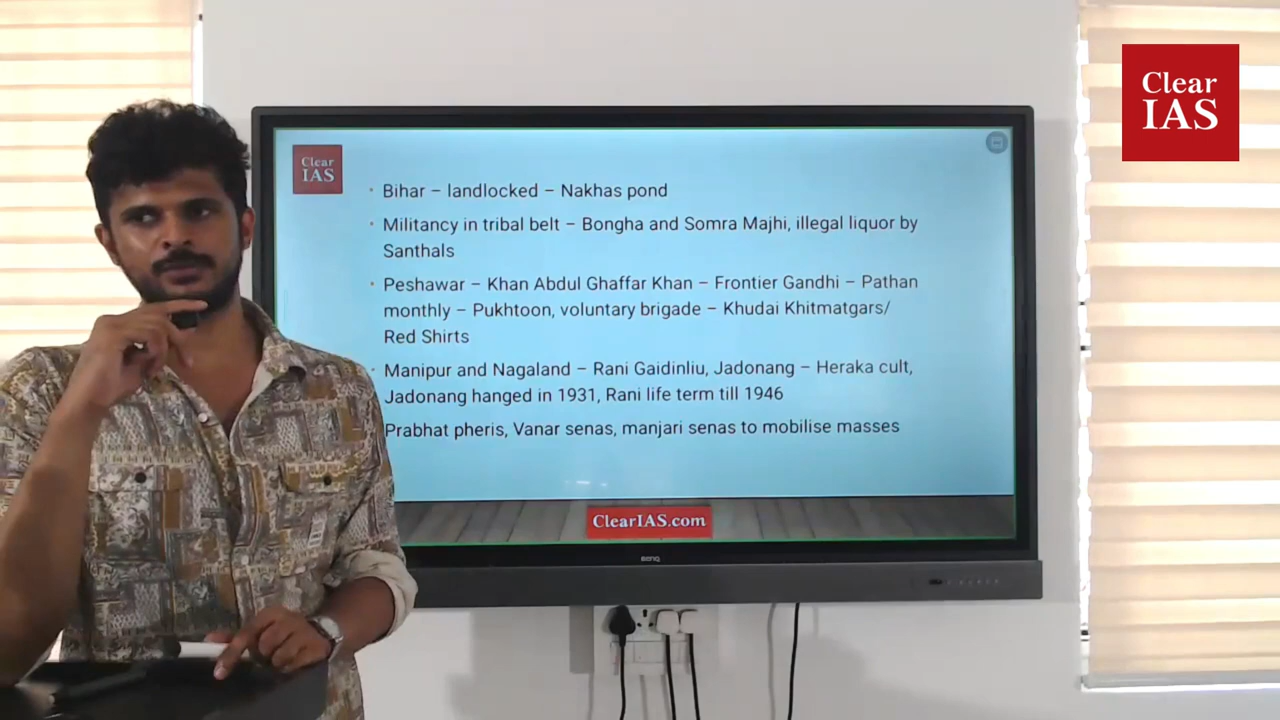 Clear
IAS
Clear
IAS
Bihar – landlocked – Nakhas pond
Militancy in tribal belt – Bongha and Somra Majhi, illegal liquor by
Santhals
Peshawar – Khan Abdul Ghaffar Khan – Frontier Gandhi – Pathan
monthly – Pukhtoon, voluntary brigade – Khudai Khitmatgars/
Red Shirts
Manipur and Nagaland – Rani Gaidinliu, Jadonang – Heraka cult,
Jadonang hanged in 1931, Rani life term till 1946
Prabhat pheris, Vanar senas, manjari senas to mobilise masses
ClearIAS.com
BenQ